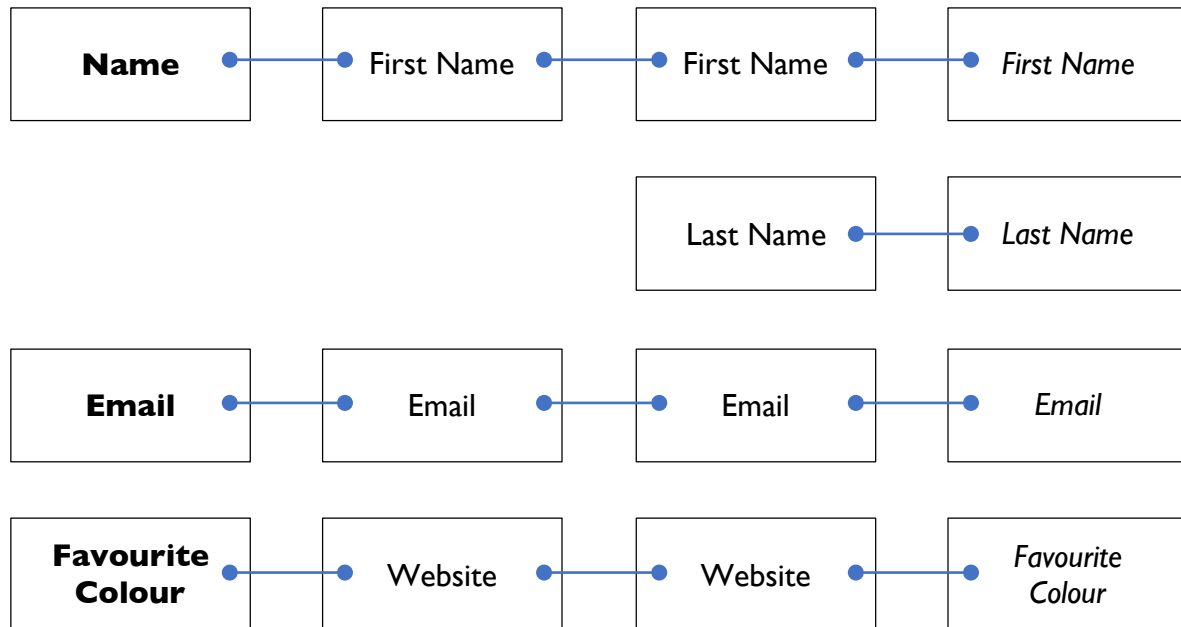 Name First Name First Name First Name
Last Name Last Name
Email Email Email Email
Favourite
Colour
Website Website
Favourite
Colour